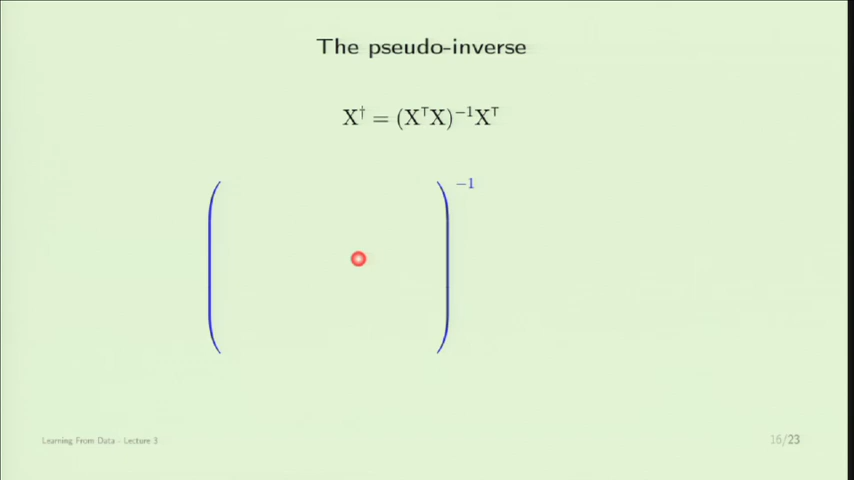 The pseudo-inverse
X† = (XᵀX)⁻¹Xᵀ
( )⁻¹
Learning From Data - Lecture 3
16/23